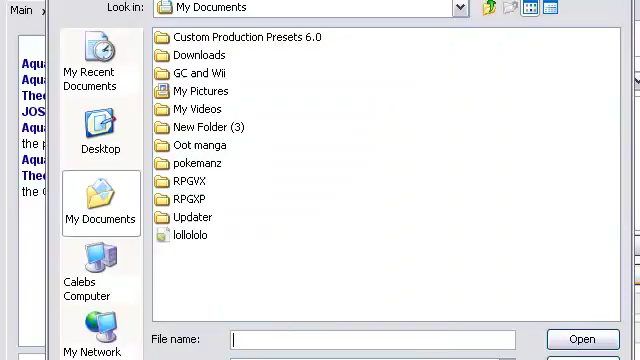 Main
Look in:
My Documents
My Recent
Documents
Desktop
My Documents
Calebs
Computer
My Network
Custom Production Presets 6.0
Downloads
GC and Wii
My Pictures
My Videos
New Folder (3)
Oot manga
pokemanz
RPGVX
RPGXP
Updater
lollololo
File name:
Open
Aqua
Aqua
Theo
JOS
Aqua
the p
Aqua
Theo
the C